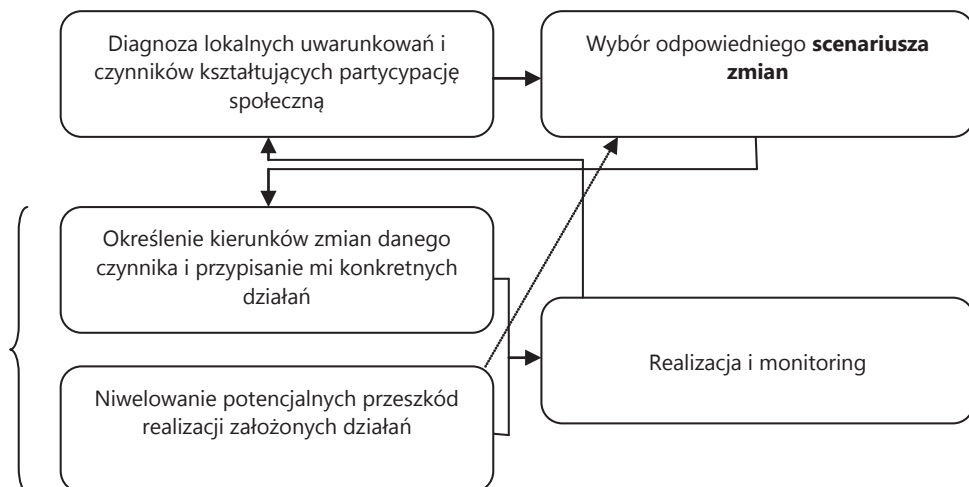 Diagnoza lokalnych uwarunkowań i
czynników kształtujących partycypację
społeczną
Wybór odpowiedniego scenariusza
zmian
Określenie kierunków zmian danego
czynnika i przypisanie mi konkretnych
działań
Realizacja i monitoring
Niwelowanie potencjalnych przeszkód
realizacji założonych działań